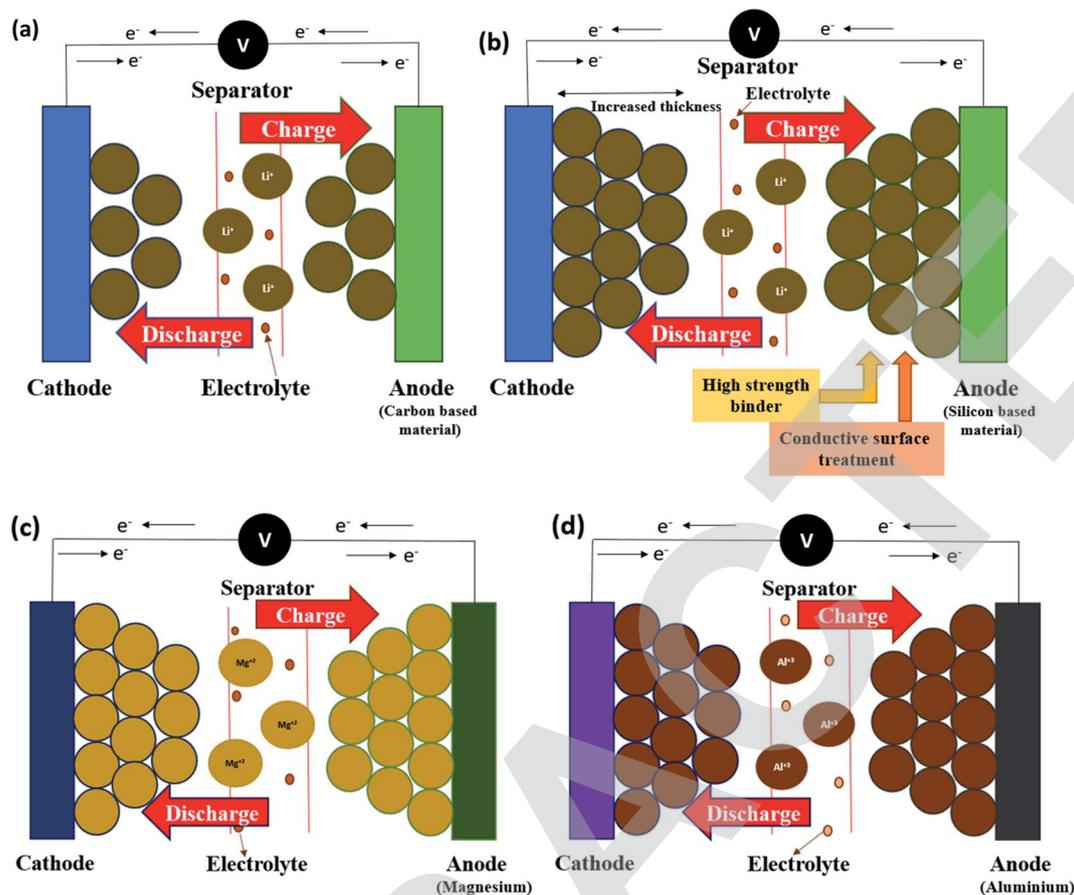 (a)
e⁻
e⁻
V
e⁻
e⁻
Separator
Charge
Li⁺
Li⁺
Li⁺
Discharge
Cathode
Electrolyte
Anode
(Carbon based
material)
(b)
e⁻
e⁻
V
e⁻
e⁻
Separator
Electrolyte
Increased thickness
Charge
Li⁺
Li⁺
Li⁺
Discharge
Cathode
High strength
binder
Conductive surface
treatment
Anode
(Silicon based
material)
(c)
e⁻
e⁻
V
e⁻
e⁻
Separator
Charge
Mg⁺²
Mg⁺²
Mg⁺²
Discharge
Cathode
Electrolyte
Anode
(Magnesium)
(d)
e⁻
e⁻
V
e⁻
e⁻
Separator
Charge
Al⁺³
Al⁺³
Al⁺³
Discharge
Cathode
Electrolyte
Anode
(Aluminium)